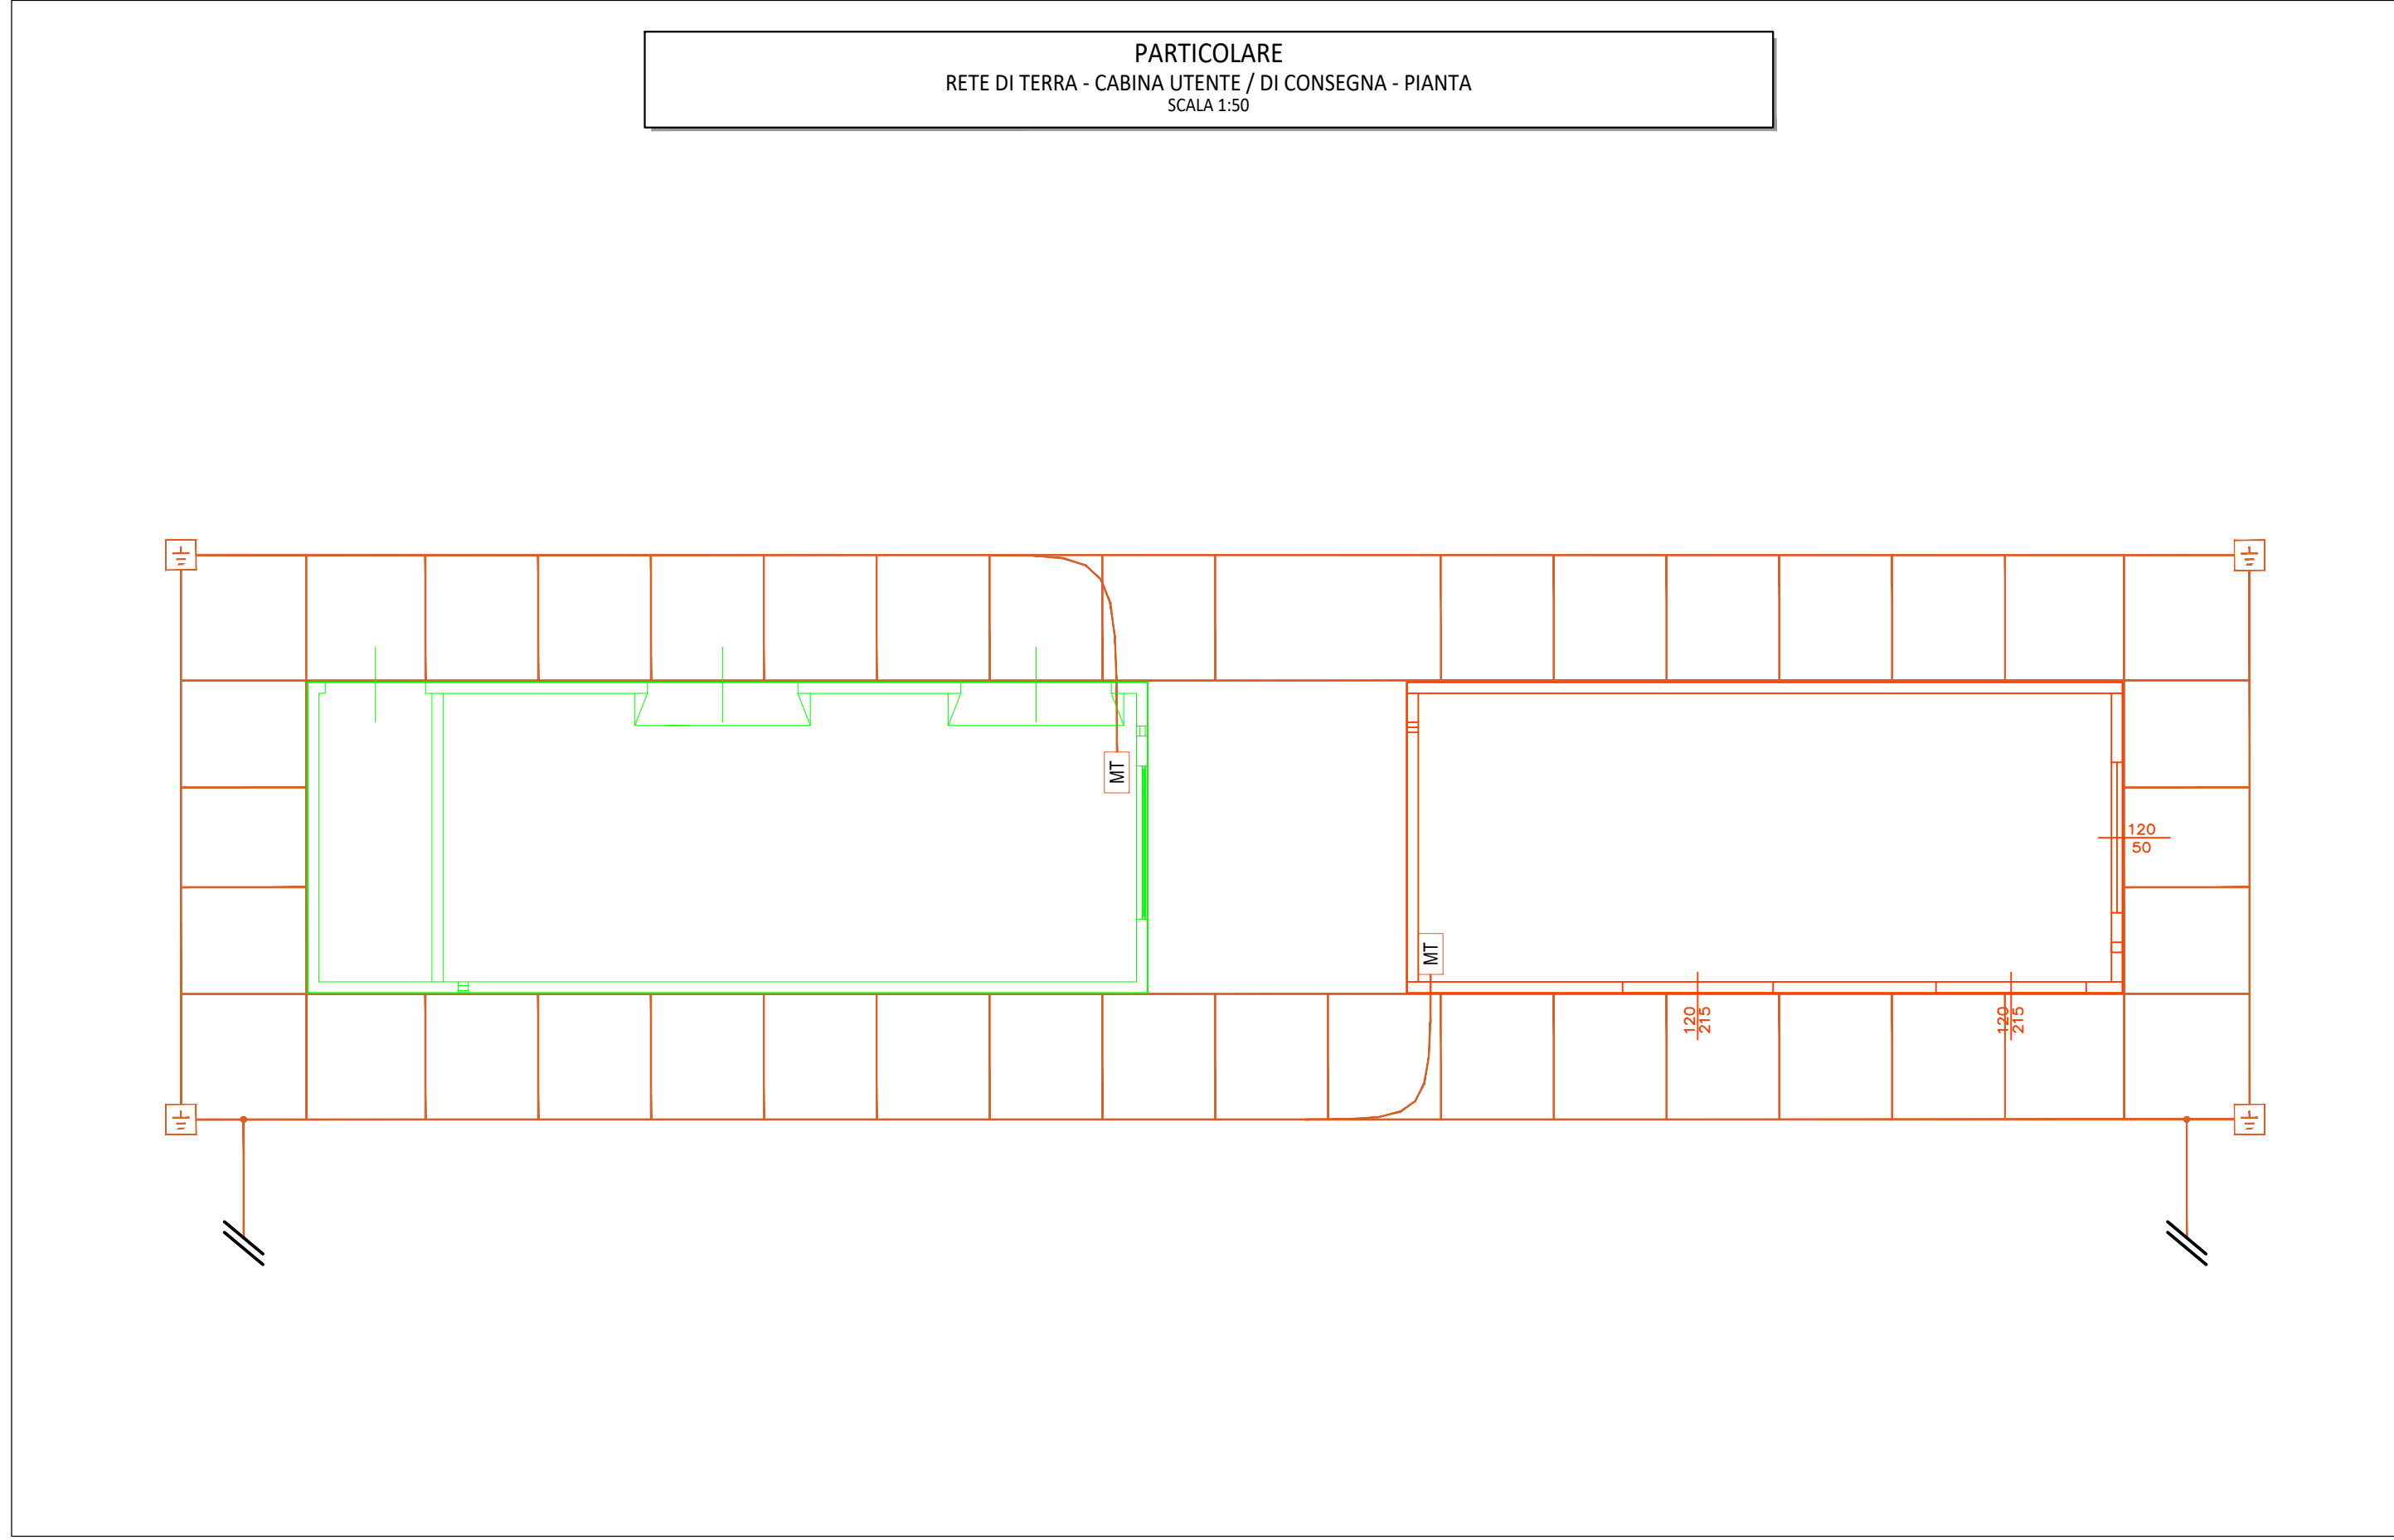 PARTICOLARE
RETE DI TERRA - CABINA UTENTE / DI CONSEGNA - PIANTA
SCALA 1:50
MT
120
50
MT
120
215
120
215